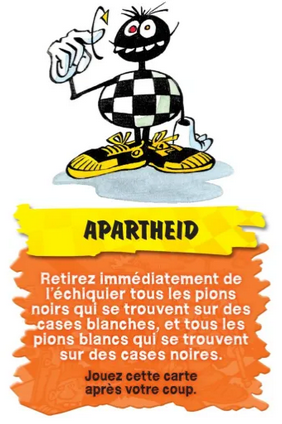 APARTHEID
Retirez immédiatement de
l'échiquier tous les pions
noirs qui se trouvent sur des
cases blanches, et tous les
pions blancs qui se trouvent
sur des cases noires.
Jouez cette carte
après votre coup.